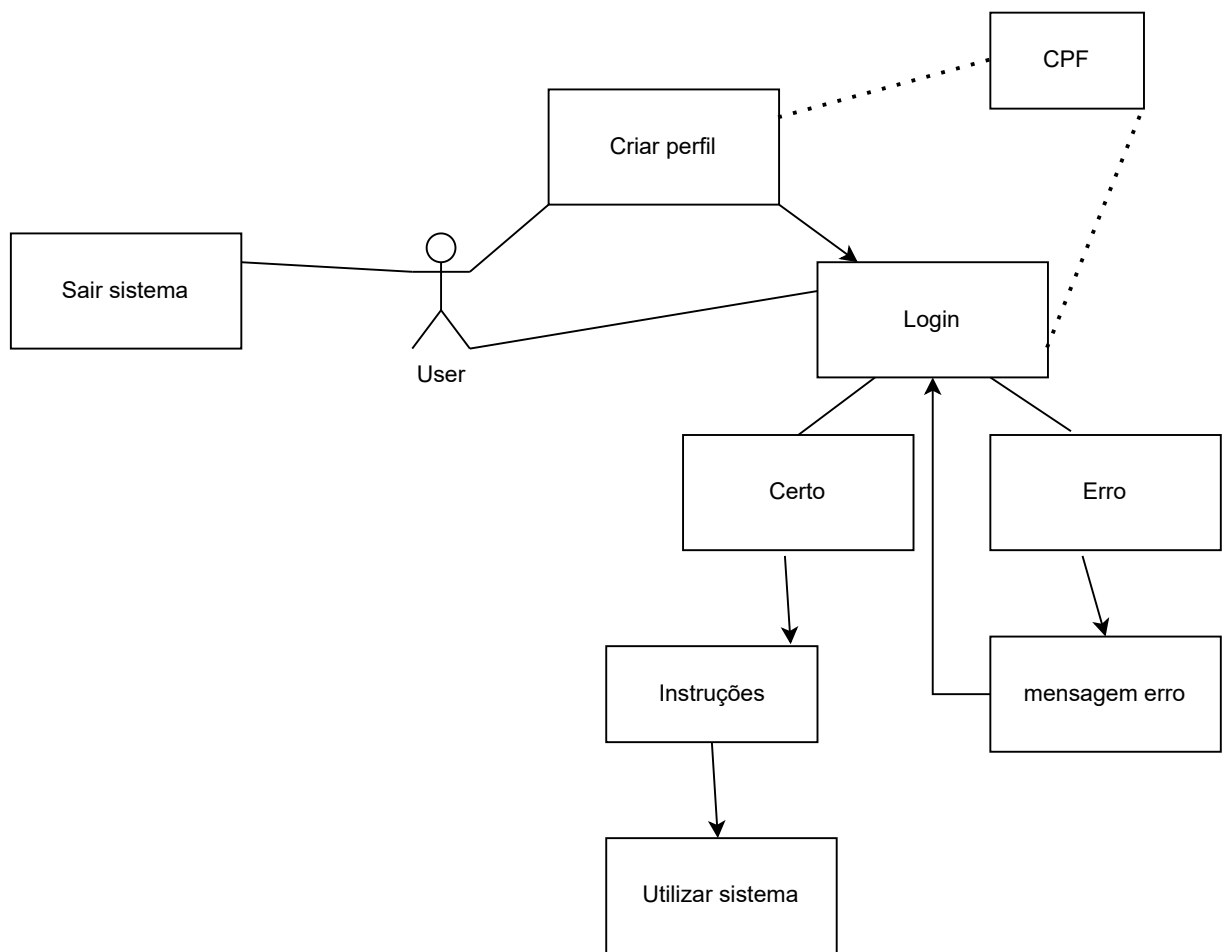 CPF
Criar perfil
Sair sistema
Login
User
Certo
Erro
Instruções
mensagem erro
Utilizar sistema